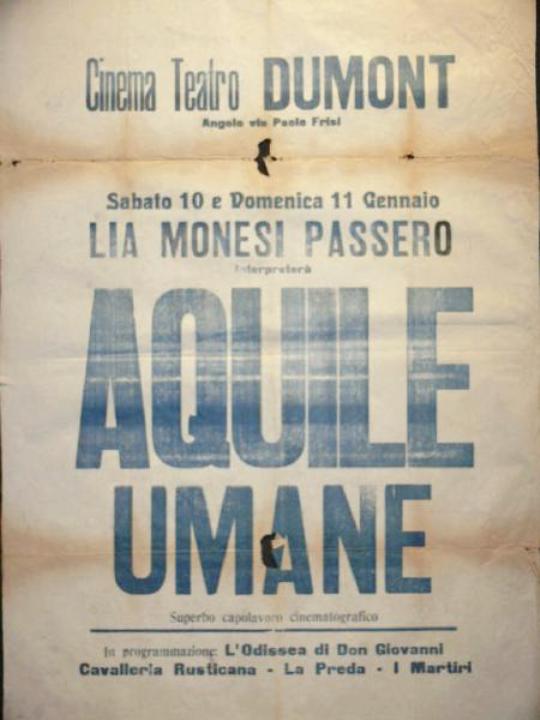 Cinema Teatro DUMONT
Angolo via Paolo Frisi
Sabato 10 e Domenica 11 Gennaio
LIA MONESI PASSERO
Interpreterà
AQUILE
UMANE
Superbo capolavoro cinematografico
In programmazione: L'Odissea di Don Giovanni
Cavalleria Rusticana - La Preda - I Martiri